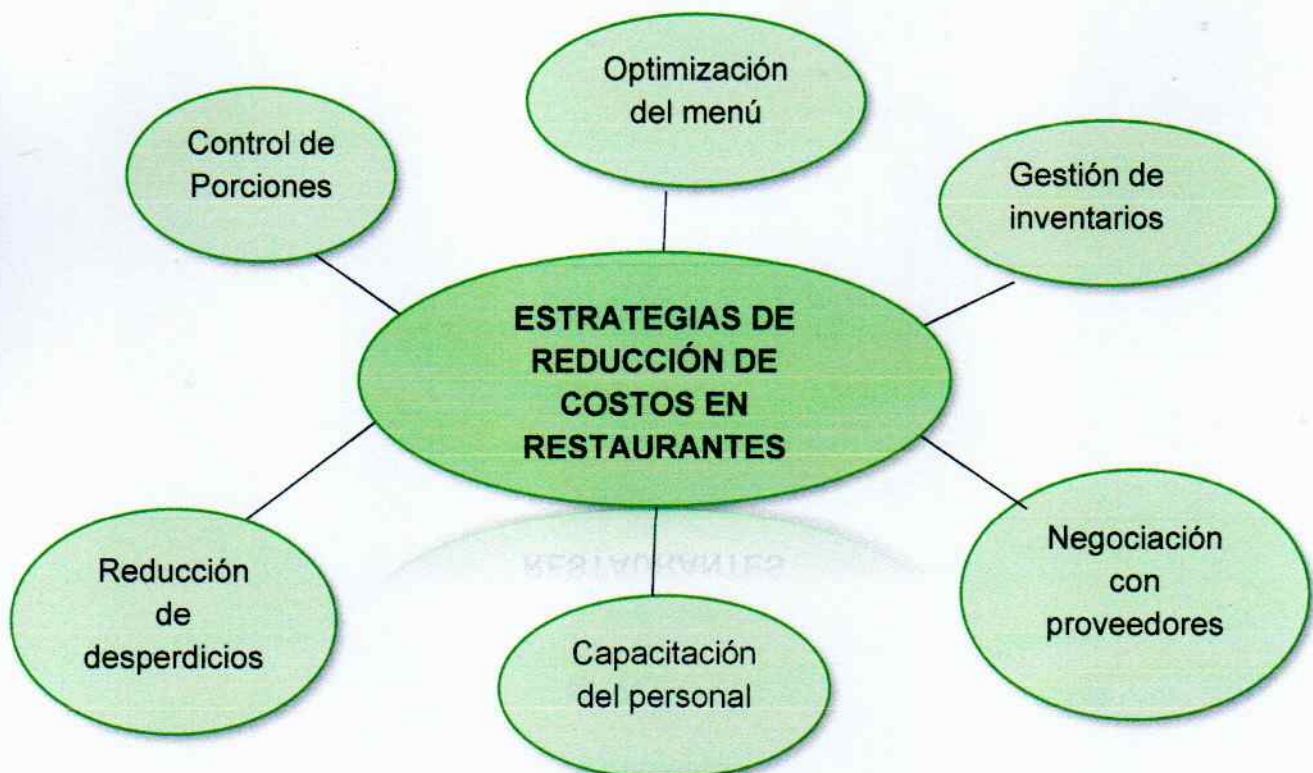 Optimización
del menú
Control de
Porciones
Gestión de
inventarios
ESTRATEGIAS DE
REDUCCIÓN DE
COSTOS EN
RESTAURANTES
Reducción
de
desperdicios
Capacitación
del personal
Negociación
con
proveedores
RESTAURANTES